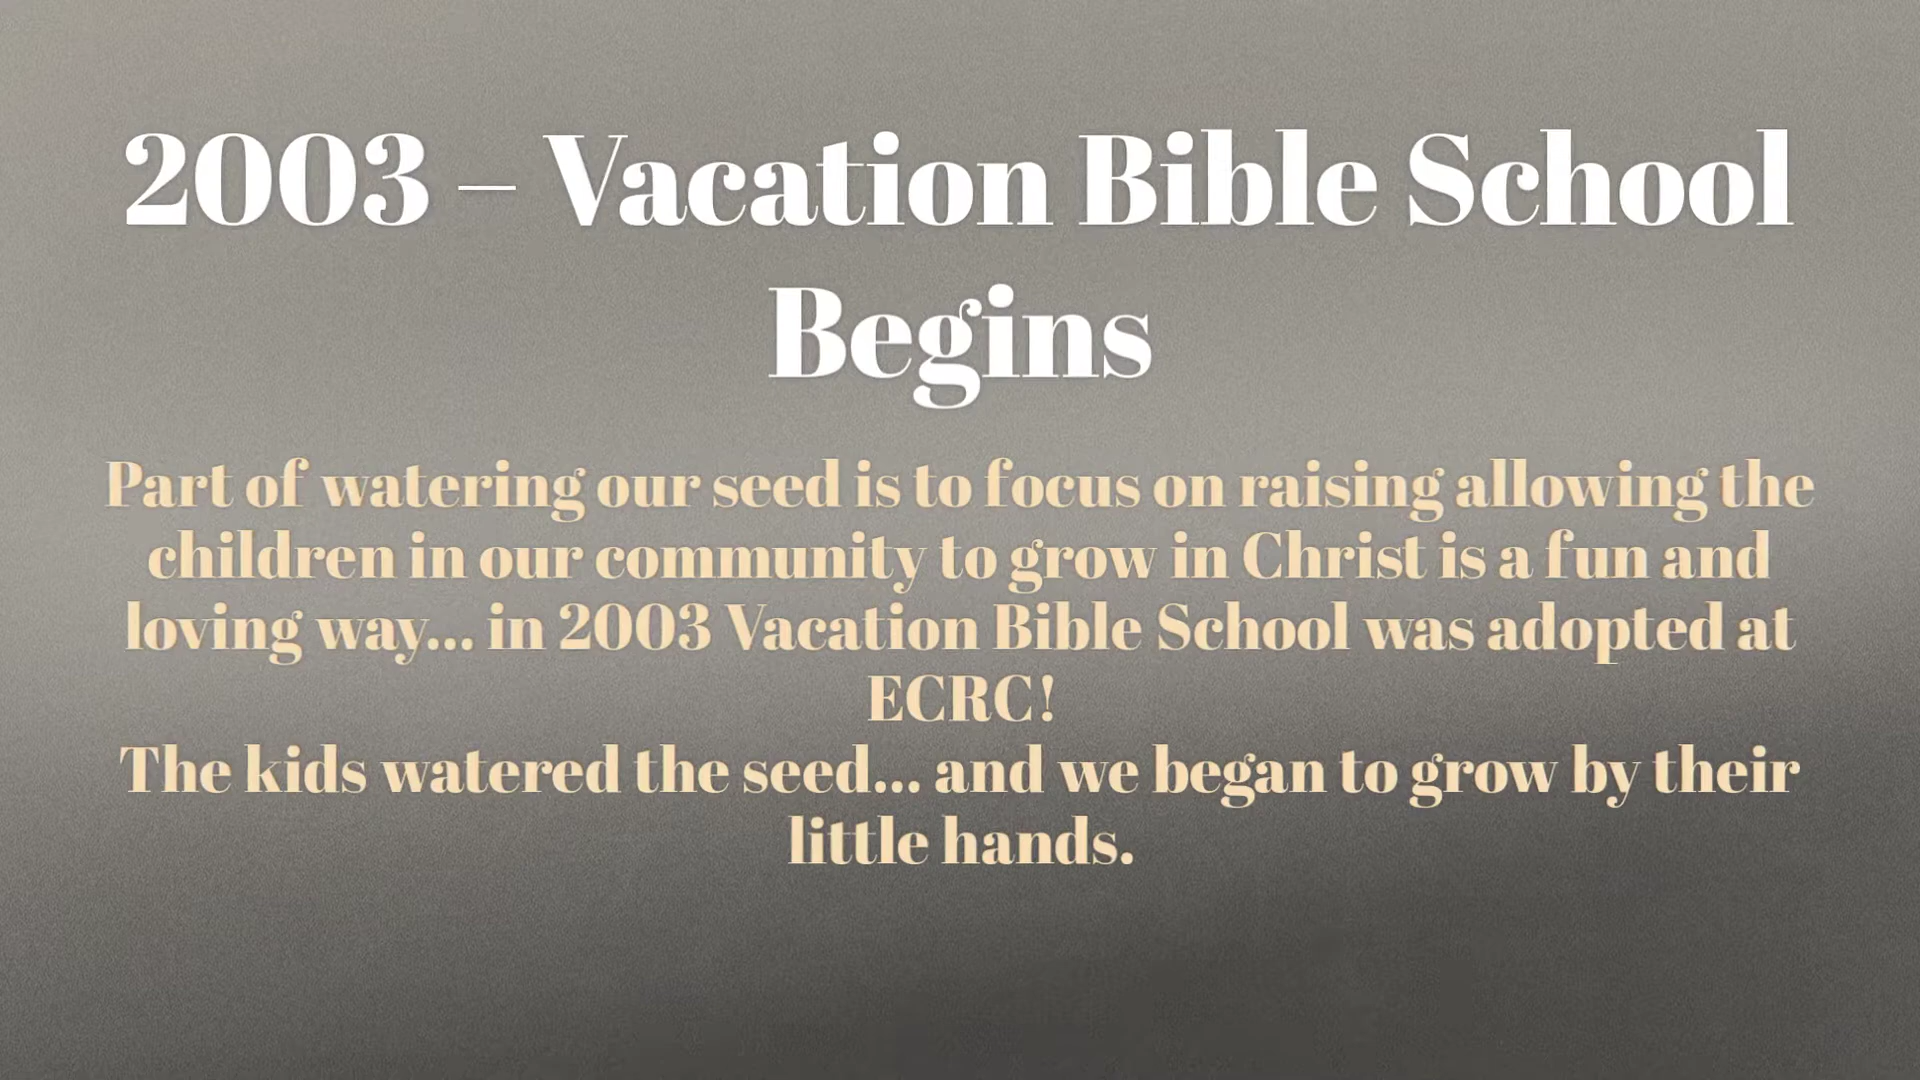 2003 – Vacation Bible School
Begins
Part of watering our seed is to focus on raising allowing the
children in our community to grow in Christ is a fun and
loving way... in 2003 Vacation Bible School was adopted at
ECRC!
The kids watered the seed... and we began to grow by their
little hands.